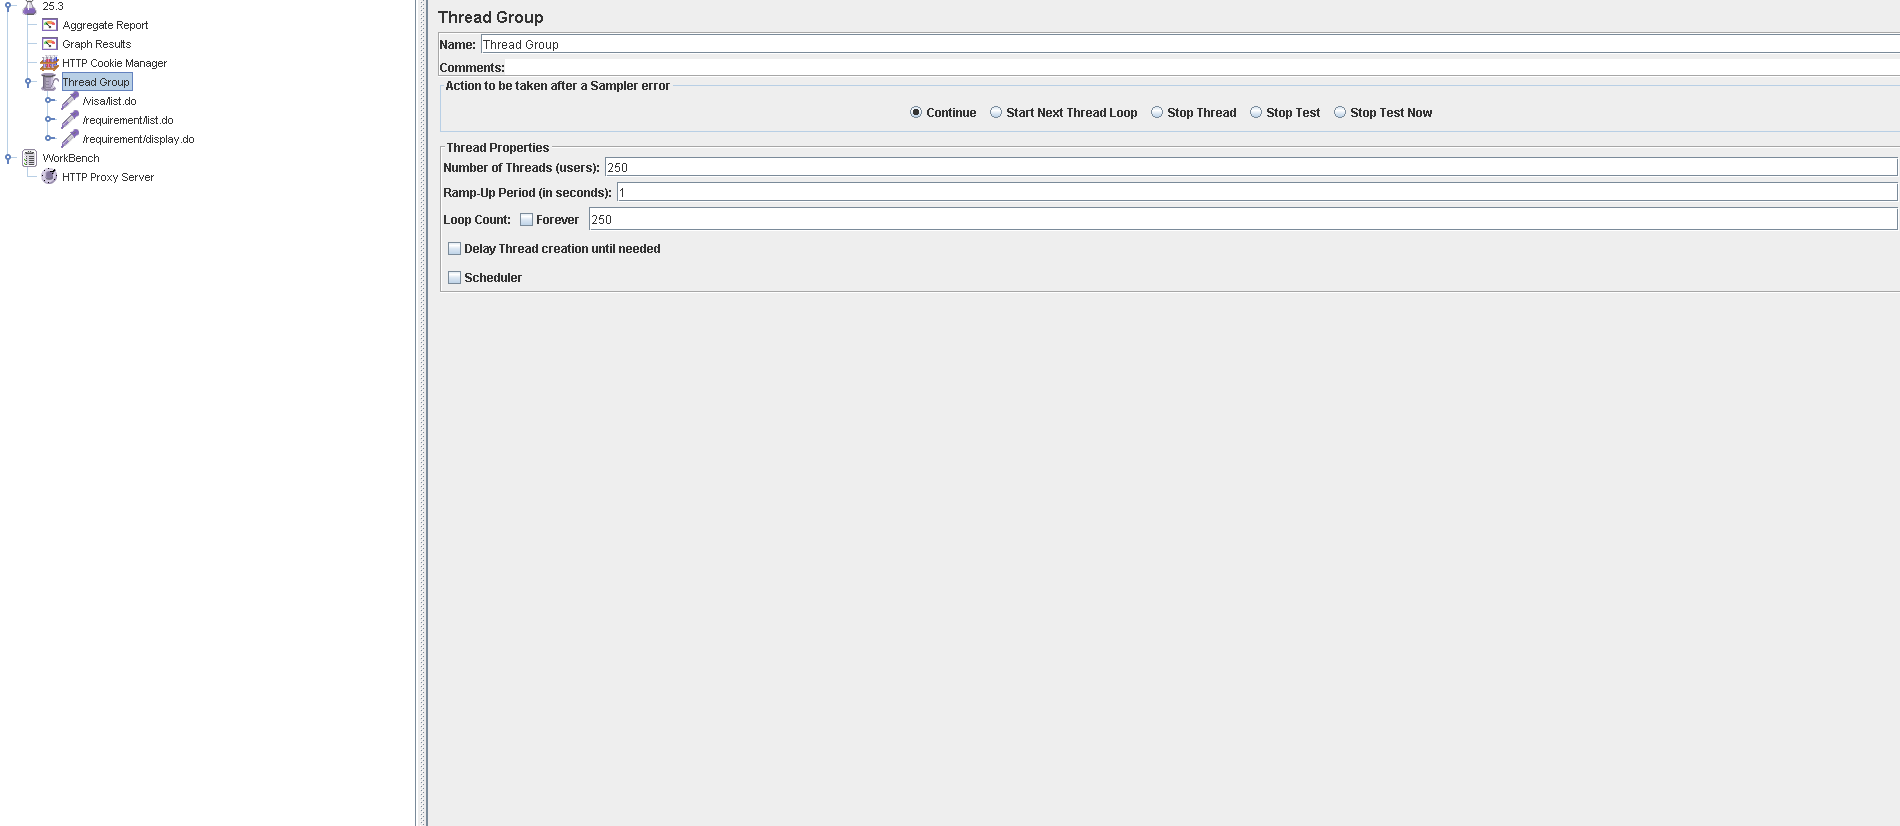 25.3
Aggregate Report
Graph Results
HTTP Cookie Manager
Thread Group
/visa/list.do
/requirement/list.do
/requirement/display.do
WorkBench
HTTP Proxy Server
Thread Group
Name: Thread Group
Comments:
Action to be taken after a Sampler error
Continue Start Next Thread Loop Stop Thread Stop Test Stop Test Now
Thread Properties
Number of Threads (users): 250
Ramp-Up Period (in seconds): 1
Loop Count: Forever 250
Delay Thread creation until needed
Scheduler